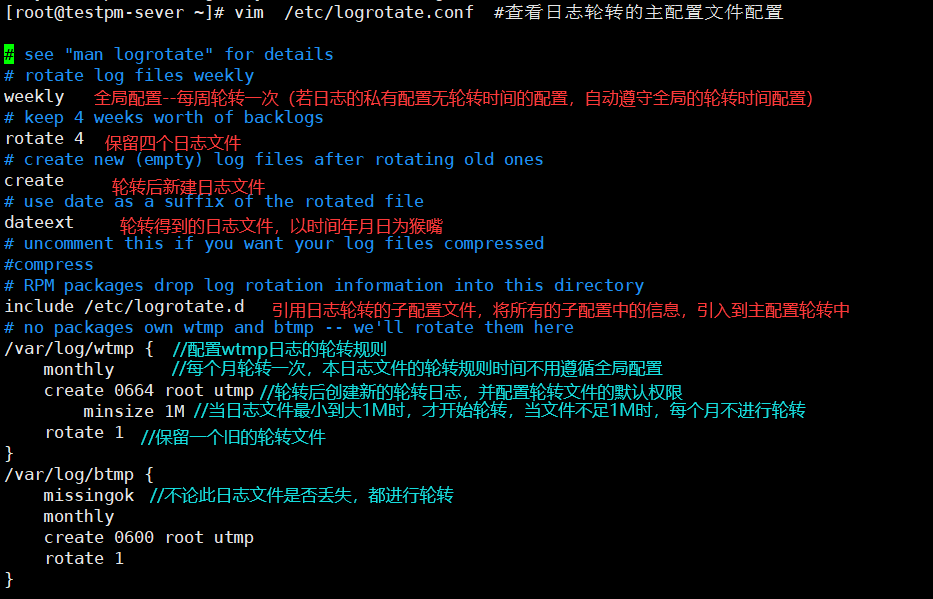 [root@testpm-sever ~]# vim  /etc/logrotate.conf  #查看日志轮转的主配置文件配置
# see "man logrotate" for details
# rotate log files weekly
weekly 全局配置--每周轮转一次（若日志的私有配置无轮转时间的配置，自动遵守全局的轮转时间配置）
# keep 4 weeks worth of backlogs
rotate 4 保留四个日志文件
# create new (empty) log files after rotating old ones
create 轮转后新建日志文件
# use date as a suffix of the rotated file
dateext 轮转得到的日志文件，以时间年月日为猴嘴
# uncomment this if you want your log files compressed
#compress
# RPM packages drop log rotation information into this directory
include /etc/logrotate.d 引用日志轮转的子配置文件，将所有的子配置中的信息，引入到主配置轮转中
# no packages own wtmp and btmp -- we'll rotate them here
/var/log/wtmp { //配置wtmp日志的轮转规则
monthly //每个月轮转一次，本日志文件的轮转规则时间不用遵循全局配置
create 0664 root utmp //轮转后创建新的轮转日志，并配置轮转文件的默认权限
minsize 1M //当日志文件最小到大1M时，才开始轮转，当文件不足1M时，每个月不进行轮转
rotate 1 //保留一个旧的轮转文件
}
/var/log/btmp {
missingok //不论此日志文件是否丢失，都进行轮转
monthly
create 0600 root utmp
rotate 1
}